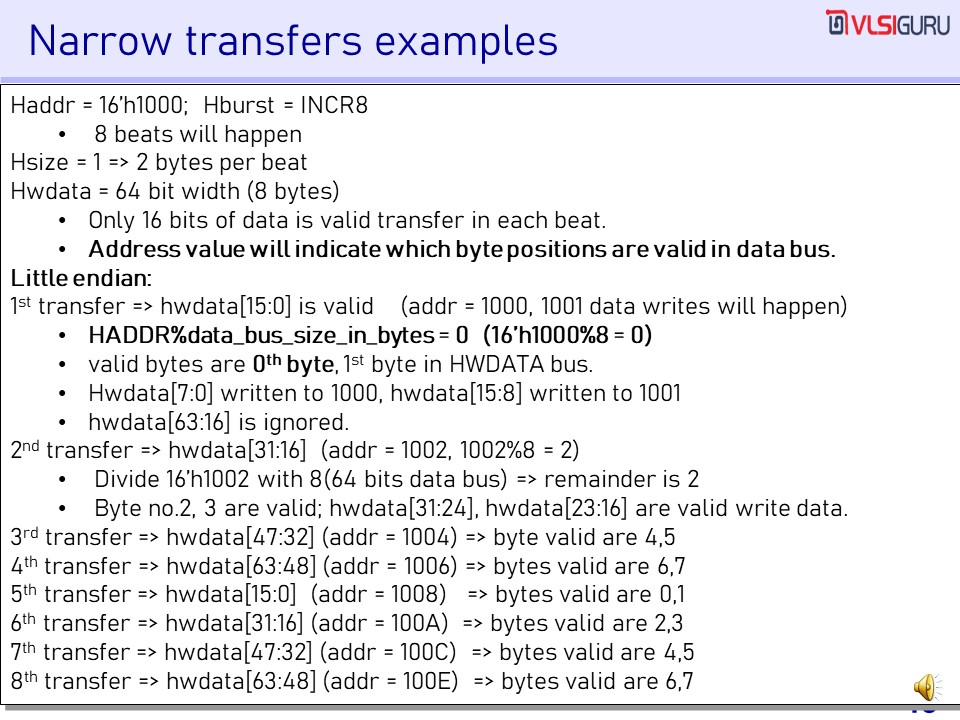 Narrow transfers examples
VLSIGURU
Haddr = 16'h1000; Hburst = INCR8
• 8 beats will happen
Hsize = 1 => 2 bytes per beat
Hwdata = 64 bit width (8 bytes)
• Only 16 bits of data is valid transfer in each beat.
• Address value will indicate which byte positions are valid in data bus.
Little endian:
1st transfer => hwdata[15:0] is valid (addr = 1000, 1001 data writes will happen)
• HADDR%data_bus_size_in_bytes = 0 (16'h1000%8 = 0)
• valid bytes are 0th byte, 1st byte in HWDATA bus.
• Hwdata[7:0] written to 1000, hwdata[15:8] written to 1001
• hwdata[63:16] is ignored.
2nd transfer => hwdata[31:16] (addr = 1002, 1002%8 = 2)
• Divide 16'h1002 with 8(64 bits data bus) => remainder is 2
• Byte no.2, 3 are valid; hwdata[31:24], hwdata[23:16] are valid write data.
3rd transfer => hwdata[47:32] (addr = 1004) => byte valid are 4,5
4th transfer => hwdata[63:48] (addr = 1006) => bytes valid are 6,7
5th transfer => hwdata[15:0] (addr = 1008) => bytes valid are 0,1
6th transfer => hwdata[31:16] (addr = 100A) => bytes valid are 2,3
7th transfer => hwdata[47:32] (addr = 100C) => bytes valid are 4,5
8th transfer => hwdata[63:48] (addr = 100E) => bytes valid are 6,7